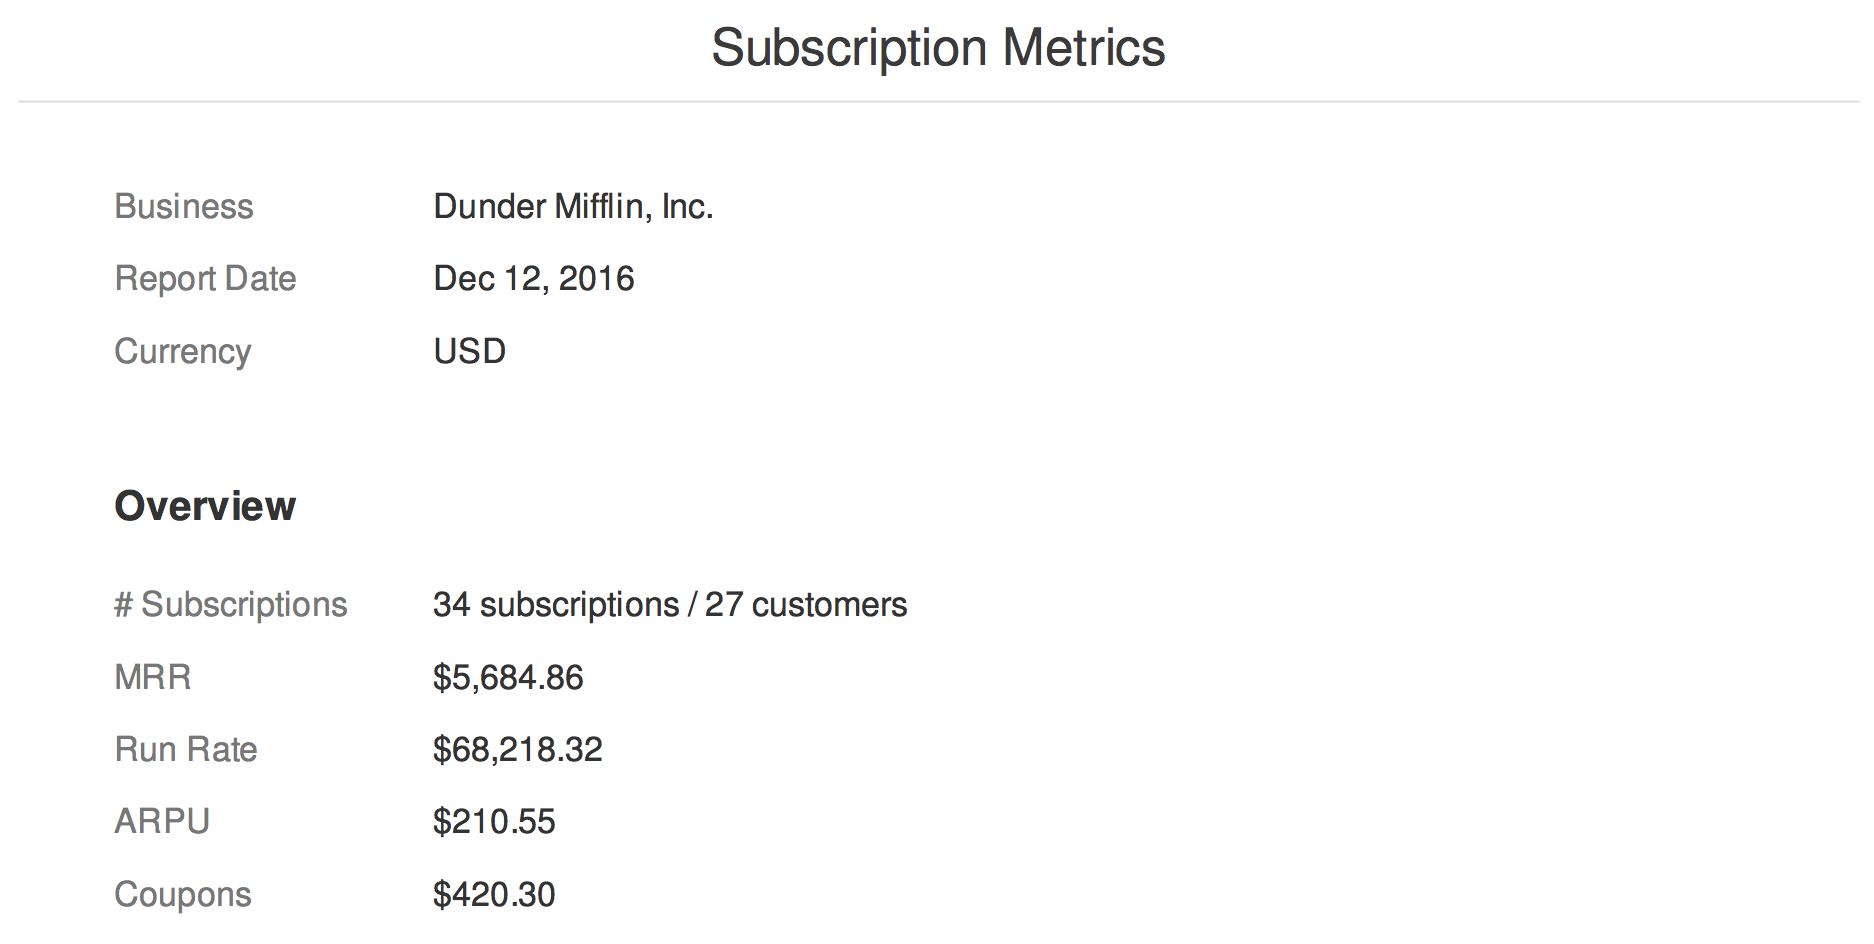 Subscription Metrics
Business Dunder Mifflin, Inc.
Report Date Dec 12, 2016
Currency USD
Overview
# Subscriptions 34 subscriptions / 27 customers
MRR $5,684.86
Run Rate $68,218.32
ARPU $210.55
Coupons $420.30